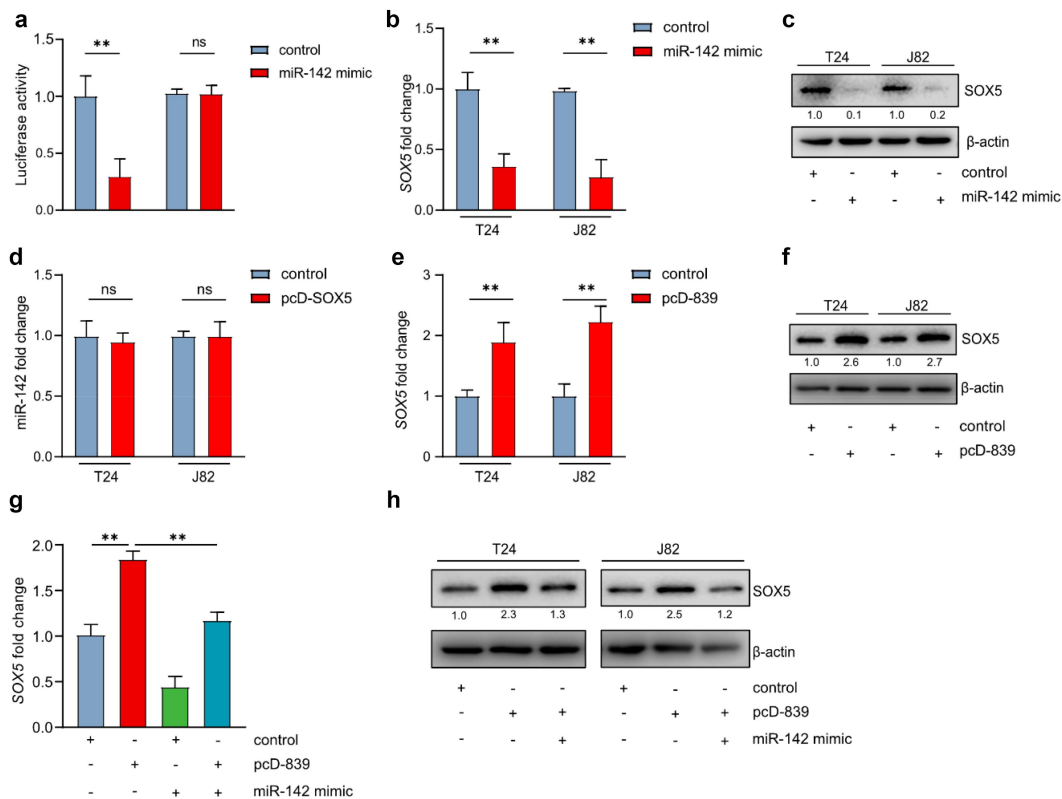 a
Luciferase activity
1.5
1.0
0.5
0.0
**
ns
control
miR-142 mimic
b
SOX5 fold change
1.5
1.0
0.5
0.0
**
**
control
miR-142 mimic
T24
J82
c
T24 J82
SOX5
1.0 0.1 1.0 0.2
β-actin
+ - + - control
- + - + miR-142 mimic
d
miR-142 fold change
1.5
1.0
0.5
0.0
ns
ns
control
pcD-SOX5
T24
J82
e
SOX5 fold change
3
2
1
0
**
**
control
pcD-839
T24
J82
f
T24 J82
SOX5
1.0 2.6 1.0 2.7
β-actin
+ - + - control
- + - + pcD-839
g
SOX5 fold change
2.0
1.5
1.0
0.5
0.0
**
**
+ - + - control
- + - + pcD-839
- - + + miR-142 mimic
h
T24 J82
SOX5
1.0 2.3 1.3 1.0 2.5 1.2
β-actin
+ - - + - - control
- + + - + + pcD-839
- - + - - + miR-142 mimic